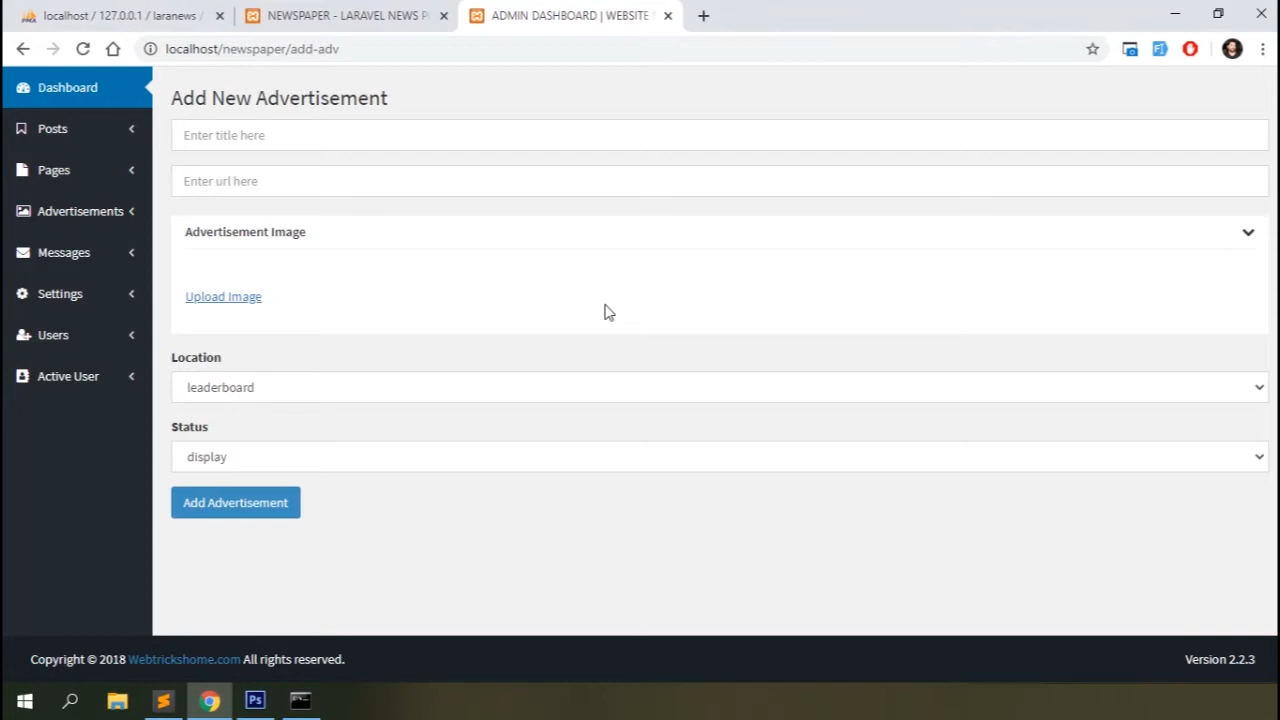 localhost / 127.0.0.1 / laranews /
NEWSPAPER - LARAVEL NEWS P
ADMIN DASHBOARD | WEBSITE
localhost/newspaper/add-adv
Dashboard
Posts
Pages
Advertisements
Messages
Settings
Users
Active User
Add New Advertisement
Enter title here
Enter url here
Advertisement Image
Upload Image
Location
leaderboard
Status
display
Add Advertisement
Copyright © 2018 Webtrickshome.com All rights reserved.
Version 2.2.3
Ps